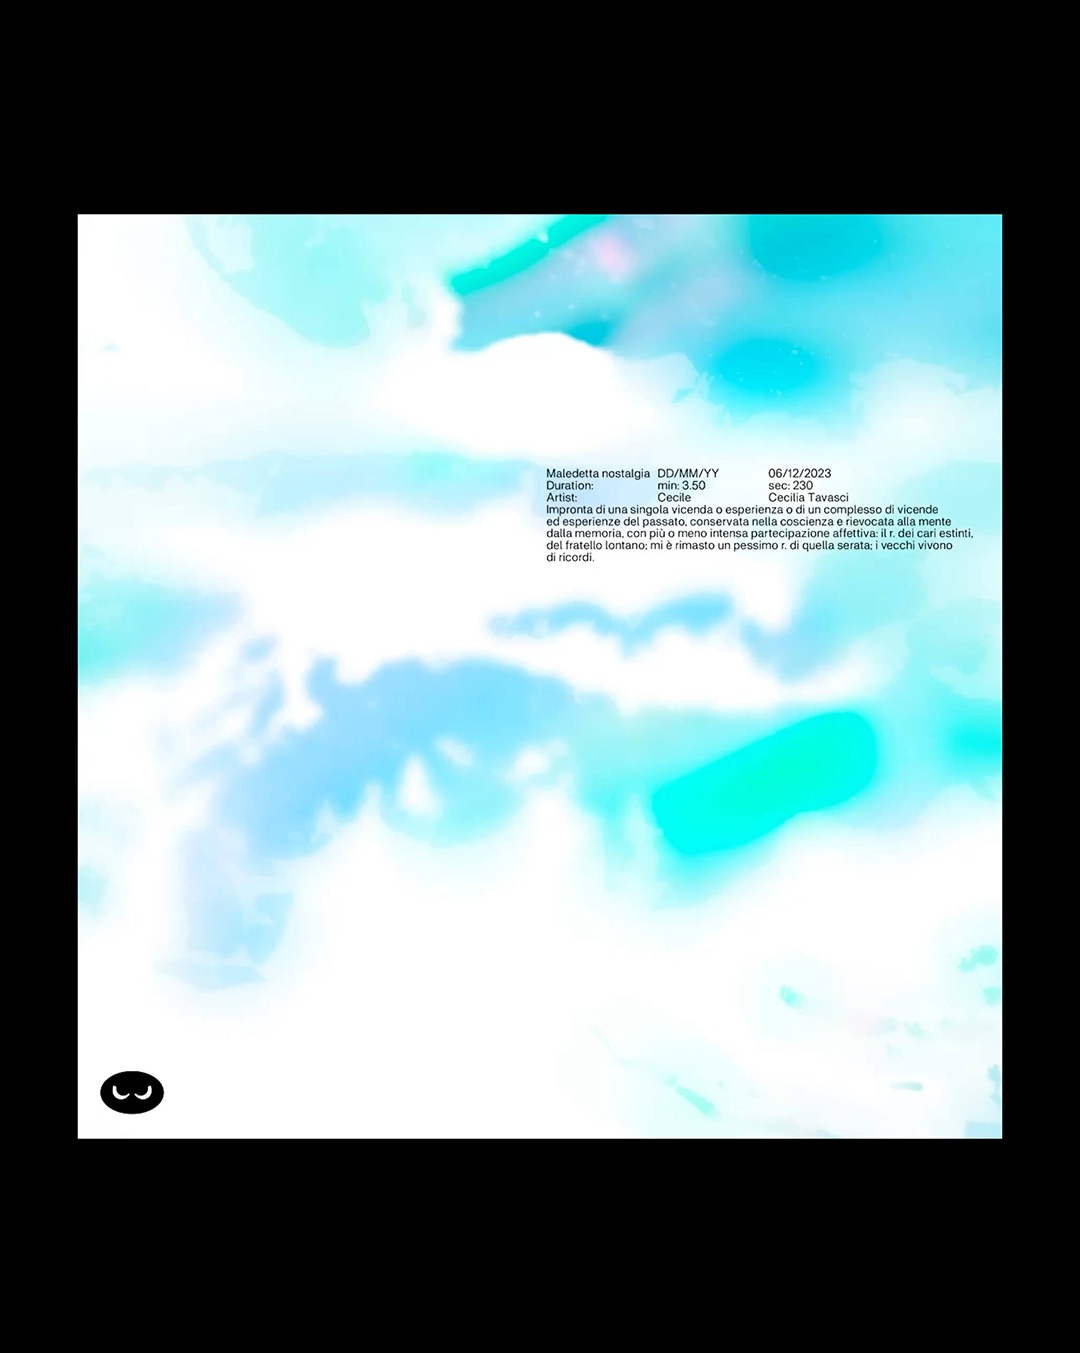 Maledetta nostalgia DD/MM/YY 06/12/2023
Duration: min: 3.50 sec: 230
Artist: Cecile Cecilia Tavasci
Impronta di una singola vicenda o esperienza o di un complesso di vicende
ed esperienze del passato, conservata nella coscienza e rievocata alla mente
dalla memoria, con più o meno intensa partecipazione affettiva: il r. dei cari estinti,
del fratello lontano; mi è rimasto un pessimo r. di quella serata; i vecchi vivono
di ricordi.